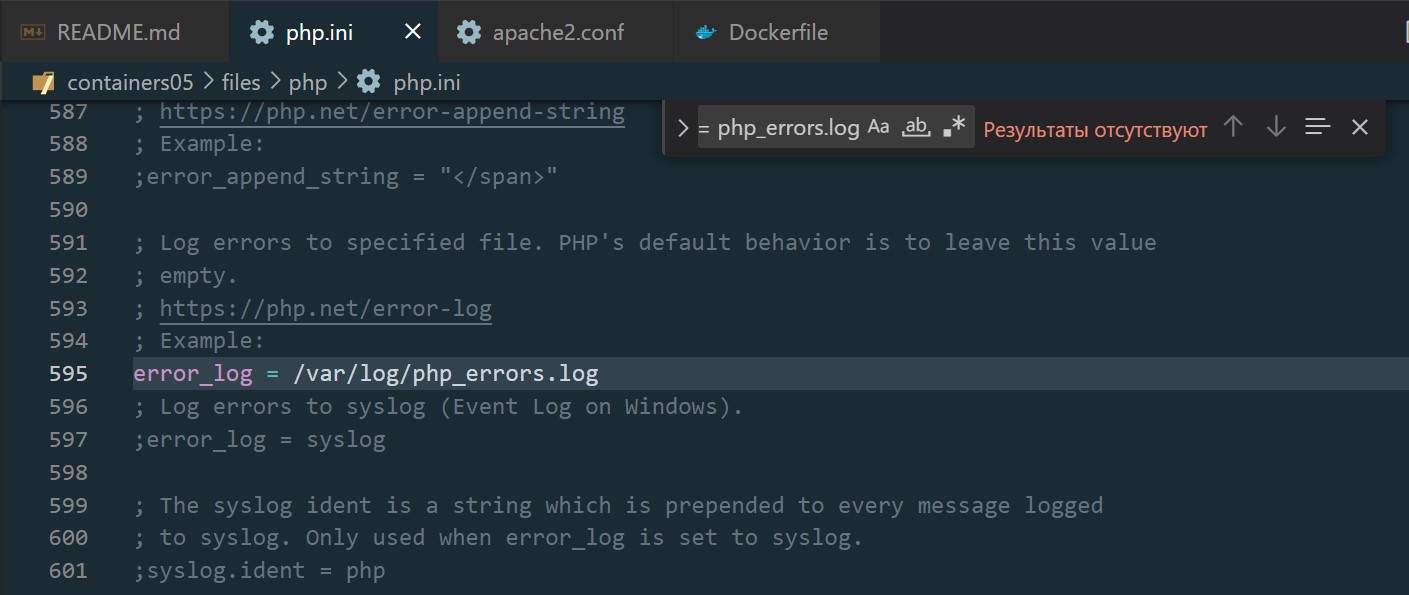 README.md php.ini apache2.conf Dockerfile
containers05 > files > php > php.ini
587 ; https://php.net/error-append-string
= php_errors.log Aa ab .* Результаты отсутствуют
588 ; Example:
589 ;error_append_string = "</span>"
590
591 ; Log errors to specified file. PHP's default behavior is to leave this value
592 ; empty.
593 ; https://php.net/error-log
594 ; Example:
595 error_log = /var/log/php_errors.log
596 ; Log errors to syslog (Event Log on Windows).
597 ;error_log = syslog
598
599 ; The syslog ident is a string which is prepended to every message logged
600 ; to syslog. Only used when error_log is set to syslog.
601 ;syslog.ident = php